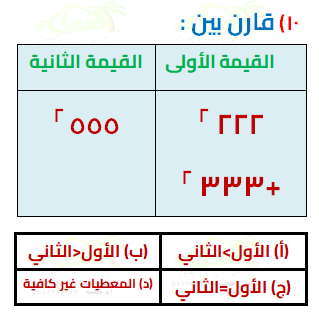 ١٠) قارن بين :
القيمة الأولى
القيمة الثانية
٢٢٢ ٢
+٣٣٣ ٢
٥٥٥ ٢
(أ) الأول>الثاني
(ب) الأول<الثاني
(ج) الأول=الثاني
(د) المعطيات غير كافية